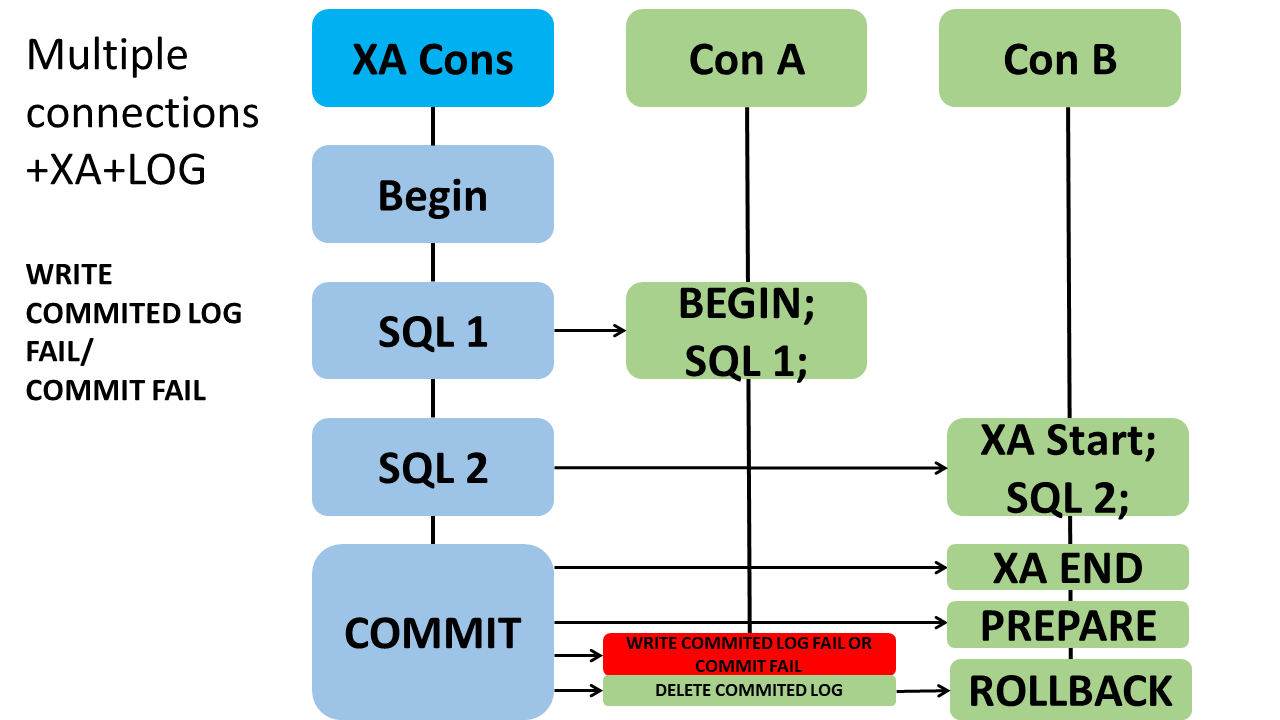 Multiple
connections
+XA+LOG
WRITE
COMMITED LOG
FAIL/
COMMIT FAIL
XA Cons
Con A
Con B
Begin
SQL 1
BEGIN;
SQL 1;
SQL 2
XA Start;
SQL 2;
COMMIT
XA END
PREPARE
WRITE COMMITED LOG FAIL OR
COMMIT FAIL
DELETE COMMITED LOG
ROLLBACK